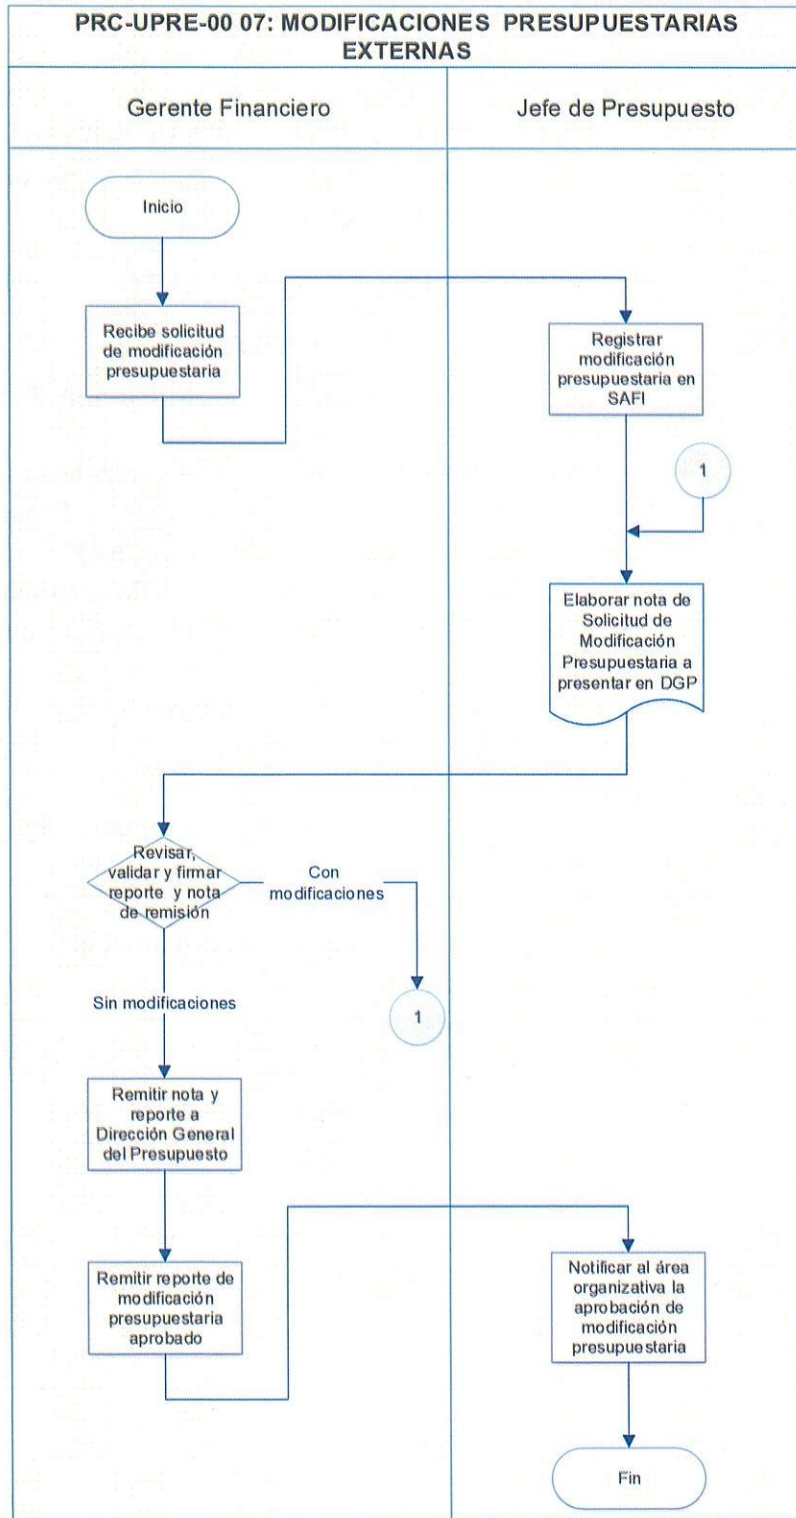 PRC-UPRE-00 07: MODIFICACIONES PRESUPUESTARIAS
EXTERNAS
Gerente Financiero
Jefe de Presupuesto
Inicio
Recibe solicitud
de modificación
presupuestaria
Registrar
modificación
presupuestaria en
SAFI
1
Elaborar nota de
Solicitud de
Modificación
Presupuestaria a
presentar en DGP
Revisar,
validar y firmar
reporte y nota
de remisión
Con
modificaciones
1
Sin modificaciones
Remitir nota y
reporte a
Dirección General
del Presupuesto
Remitir reporte de
modificación
presupuestaria
aprobado
Notificar al área
organizativa la
aprobación de
modificación
presupuestaria
Fin